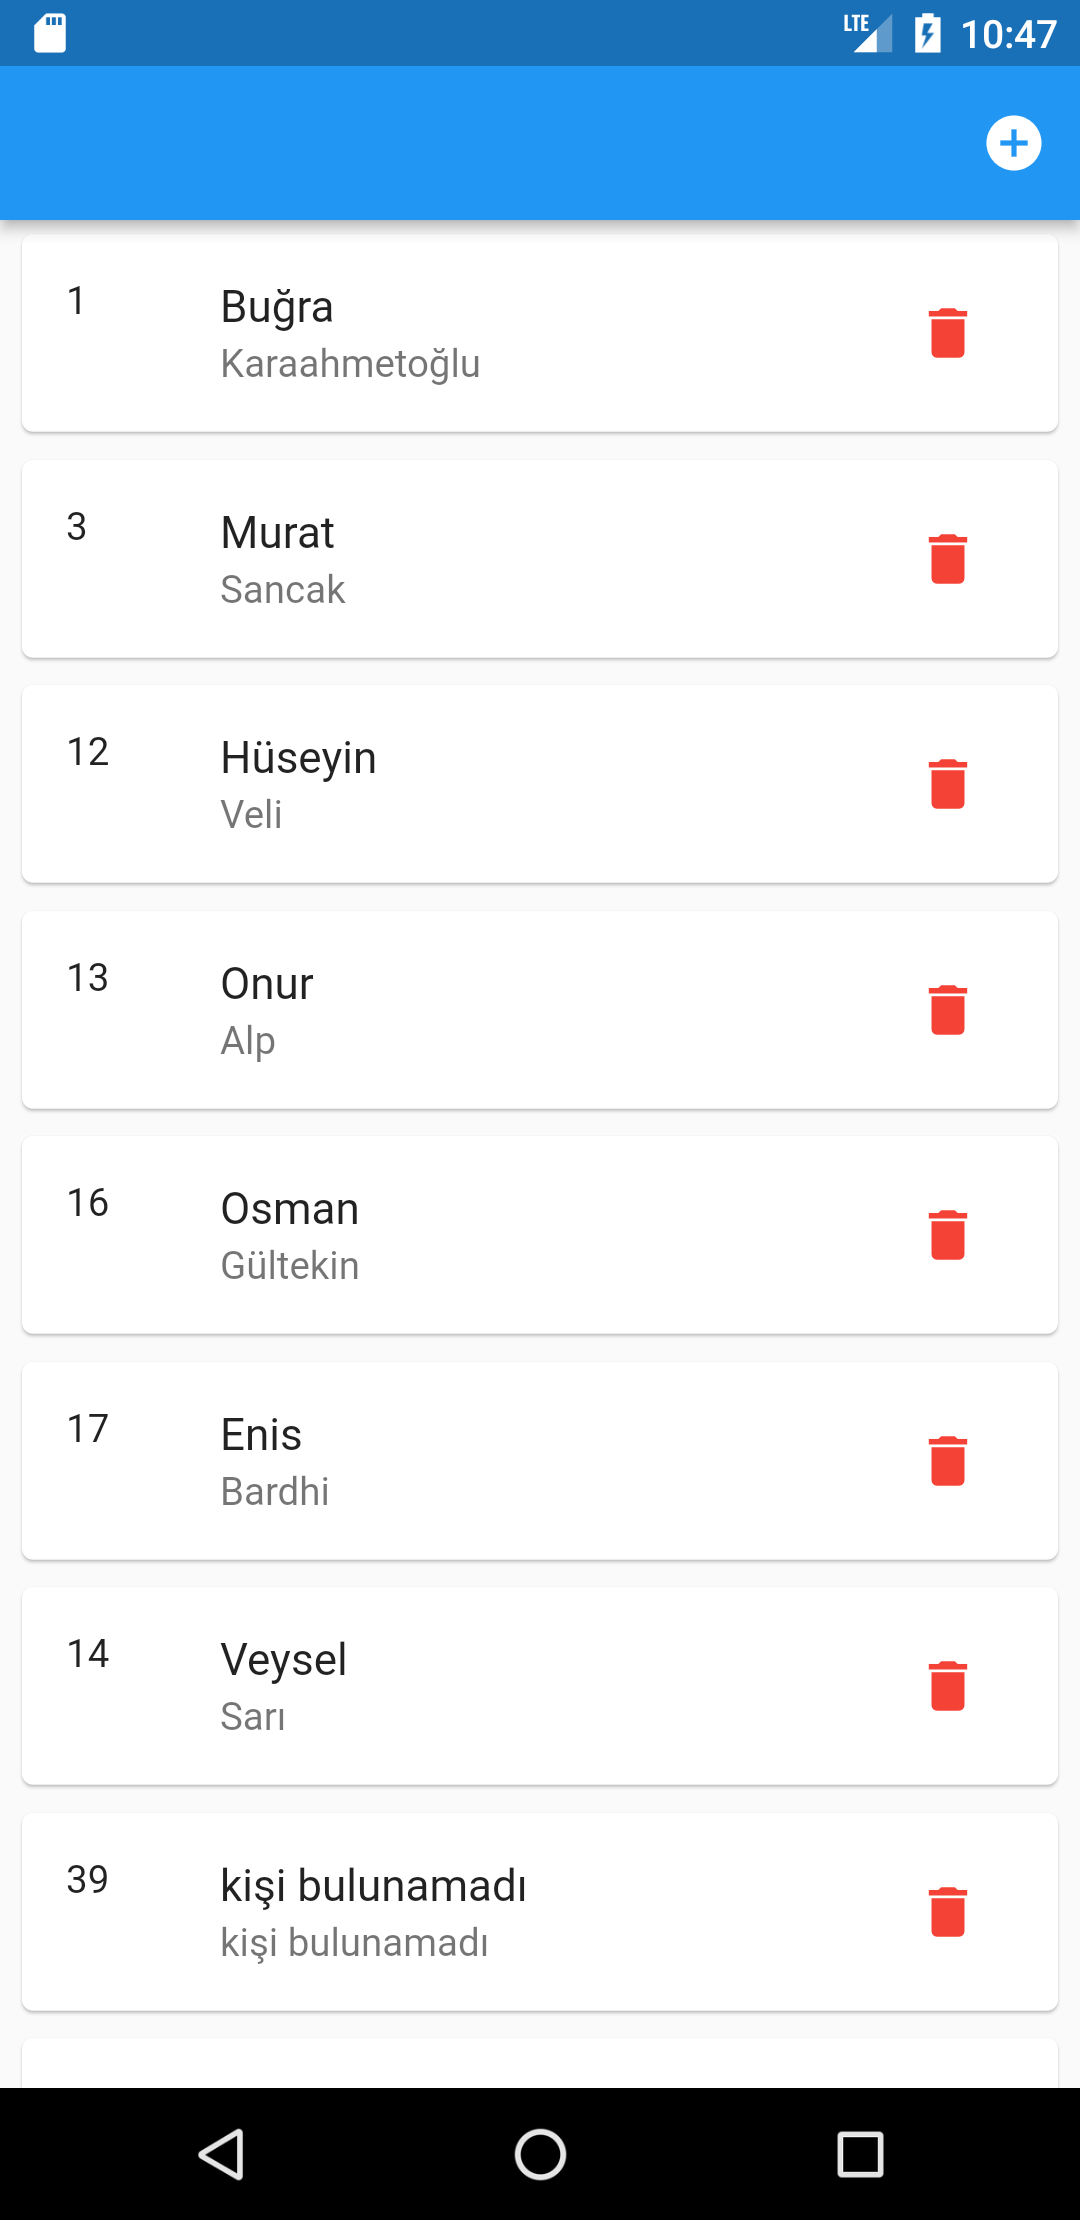 LTE 10:47
1
Buğra
Karaahmetoğlu
3
Murat
Sancak
12
Hüseyin
Veli
13
Onur
Alp
16
Osman
Gültekin
17
Enis
Bardhi
14
Veysel
Sarı
39
kişi bulunamadı
kişi bulunamadı